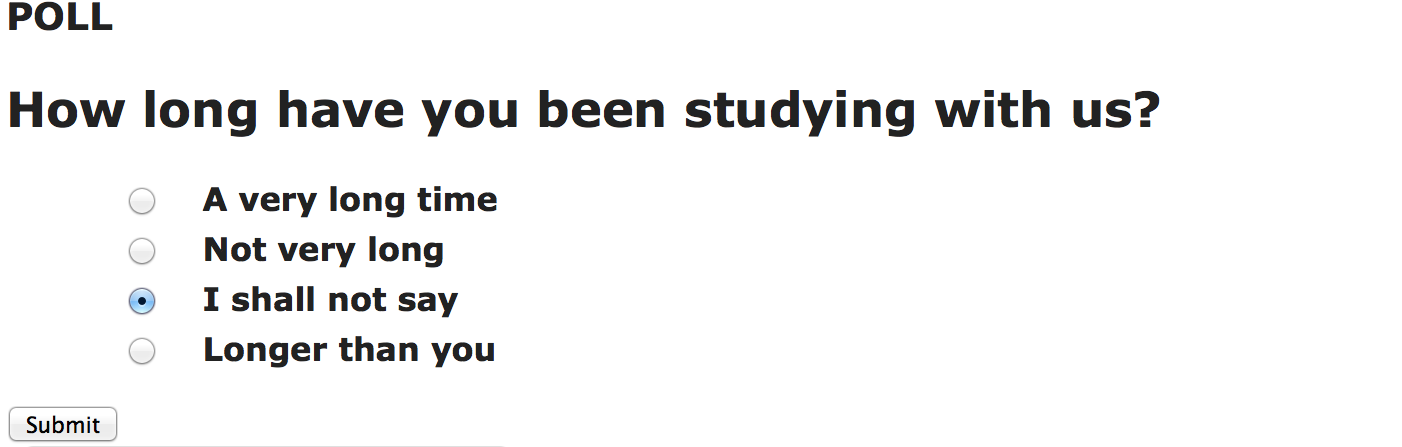 POLL
How long have you been studying with us?
A very long time
Not very long
I shall not say
Longer than you
Submit